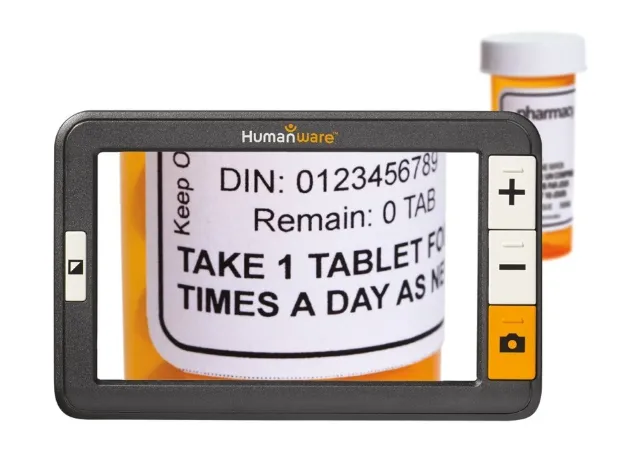 Humanware™
pharmacy
Keep O
DIN: 0123456789
Remain: 0 TAB
TAKE 1 TABLET FO
TIMES A DAY AS NE